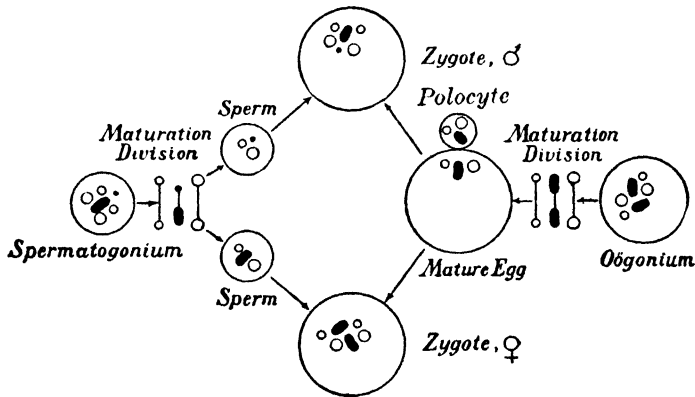 Zygote, ♂
Polocyte
Sperm
Maturation
Division
Maturation
Division
Spermatogonium
Mature Egg
Oögonium
Sperm
Zygote, ♀